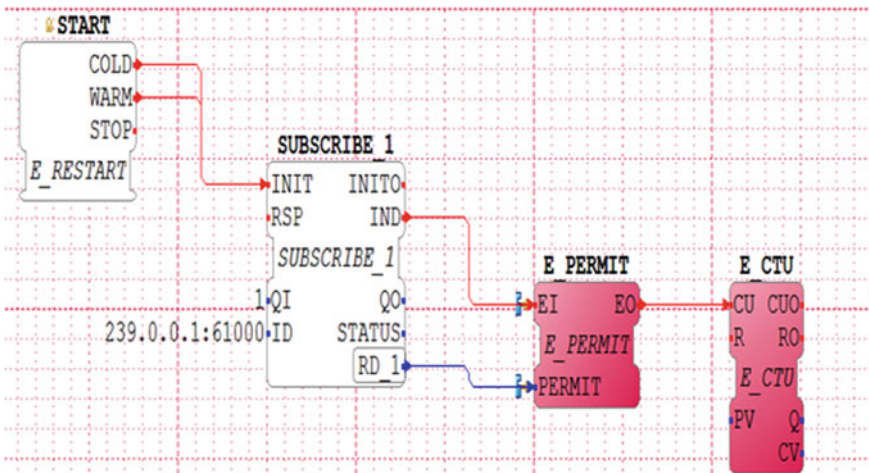 START
COLD
WARM
STOP
E_RESTART
SUBSCRIBE_1
INIT INITO
RSP IND
SUBSCRIBE_1
1 QI QO
239.0.0.1:61000 ID STATUS
RD_1
E_PERMIT
EI EO
E_PERMIT
PERMIT
E_CTU
CU CUO
R RO
E_CTU
PV Q
CV